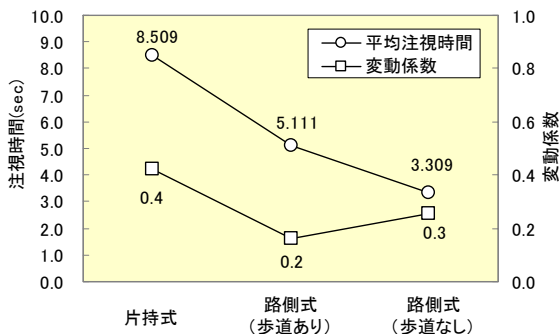 10.0
9.0
8.0
7.0
6.0
5.0
4.0
3.0
2.0
1.0
0.0
注視時間(sec)
8.509
5.111
3.309
0.4
0.2
0.3
平均注視時間
変動係数
1.0
0.8
0.6
0.4
0.2
0.0
変動係数
片持式
路側式
(歩道あり)
路側式
(歩道なし)